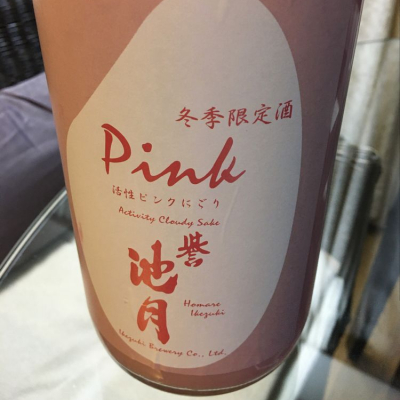 冬季限定酒
Pink
活性ピンクにごり
Activity Cloudy Sake
誉
池月
Homare
Ikezuki
Ikezuki Brewery Co., Ltd.